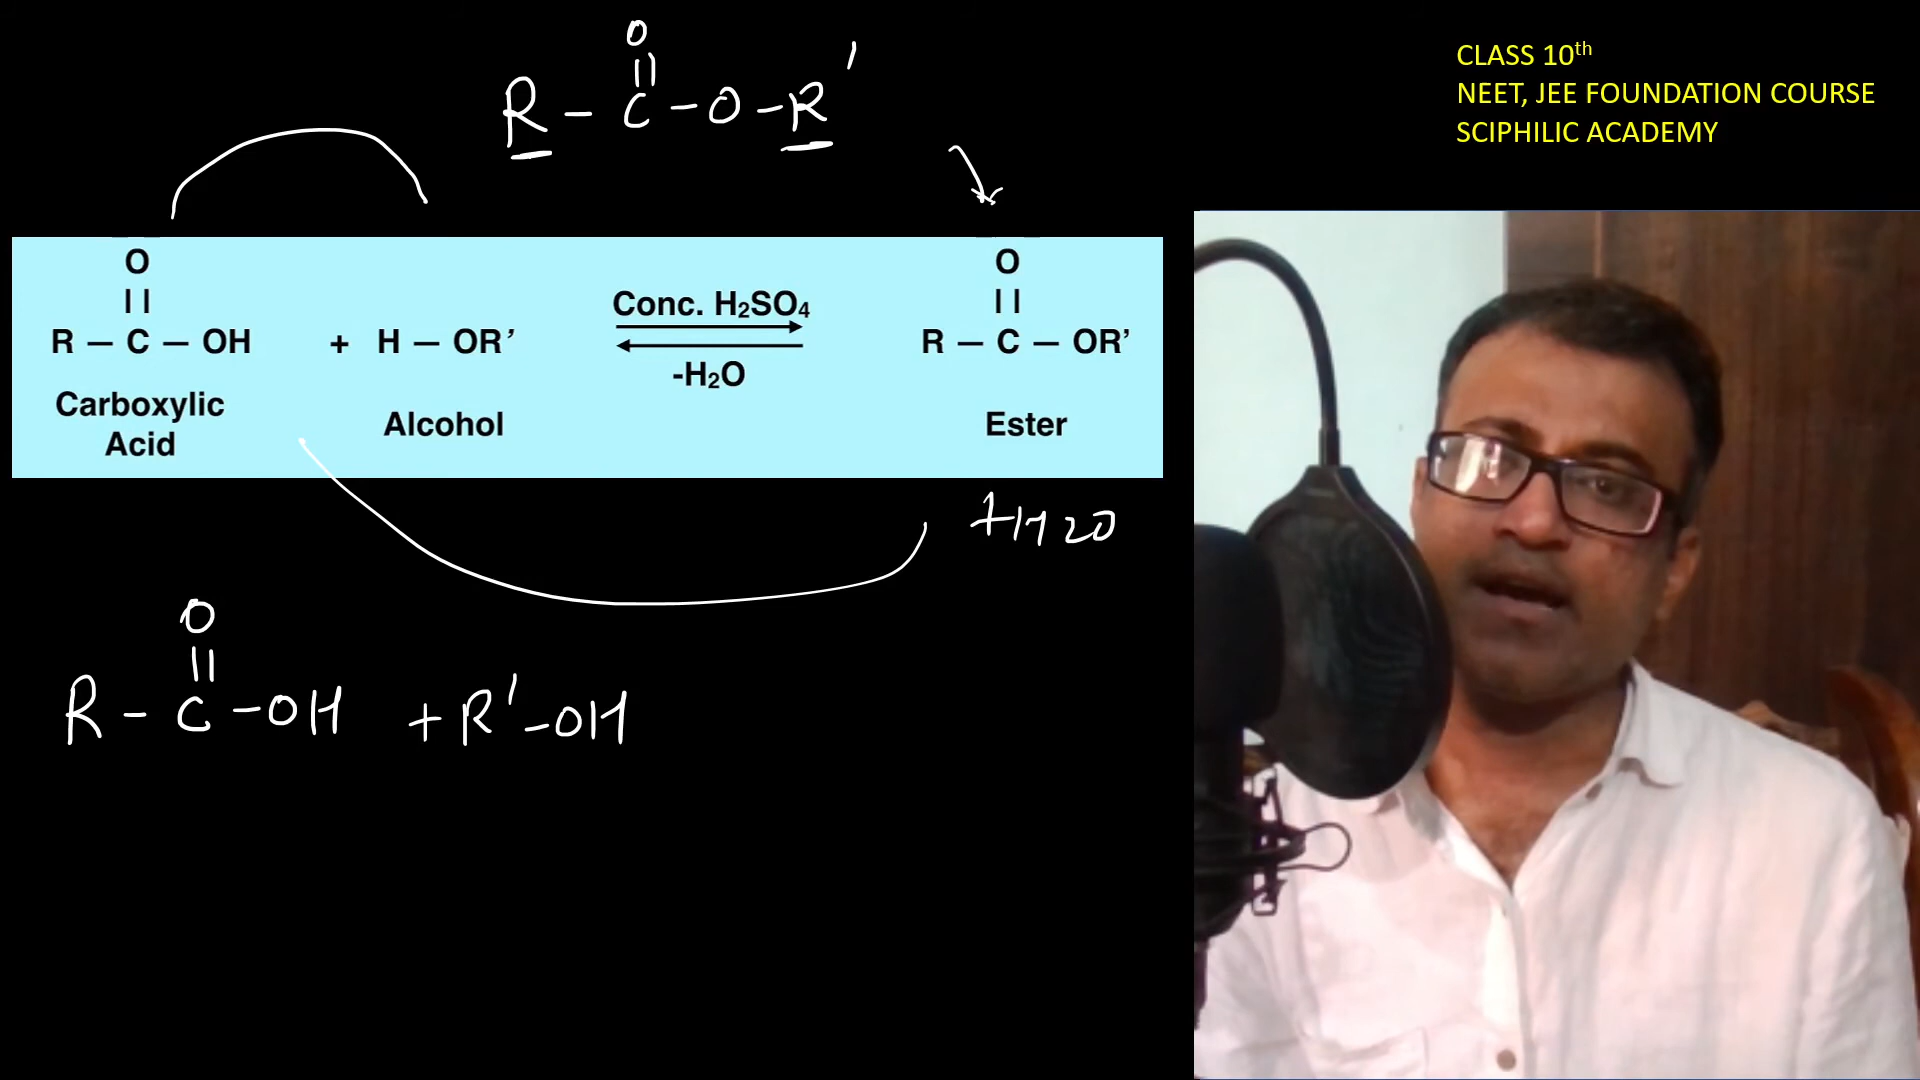 O
||
R – C – O – R'
CLASS 10th
NEET, JEE FOUNDATION COURSE
SCIPHILIC ACADEMY
O
||
R — C — OH + H — OR’
Conc. H₂SO₄
-H₂O
O
||
R — C — OR’
Carboxylic
Acid
Alcohol
Ester
+H2O
O
||
R – C – OH + R' – OH